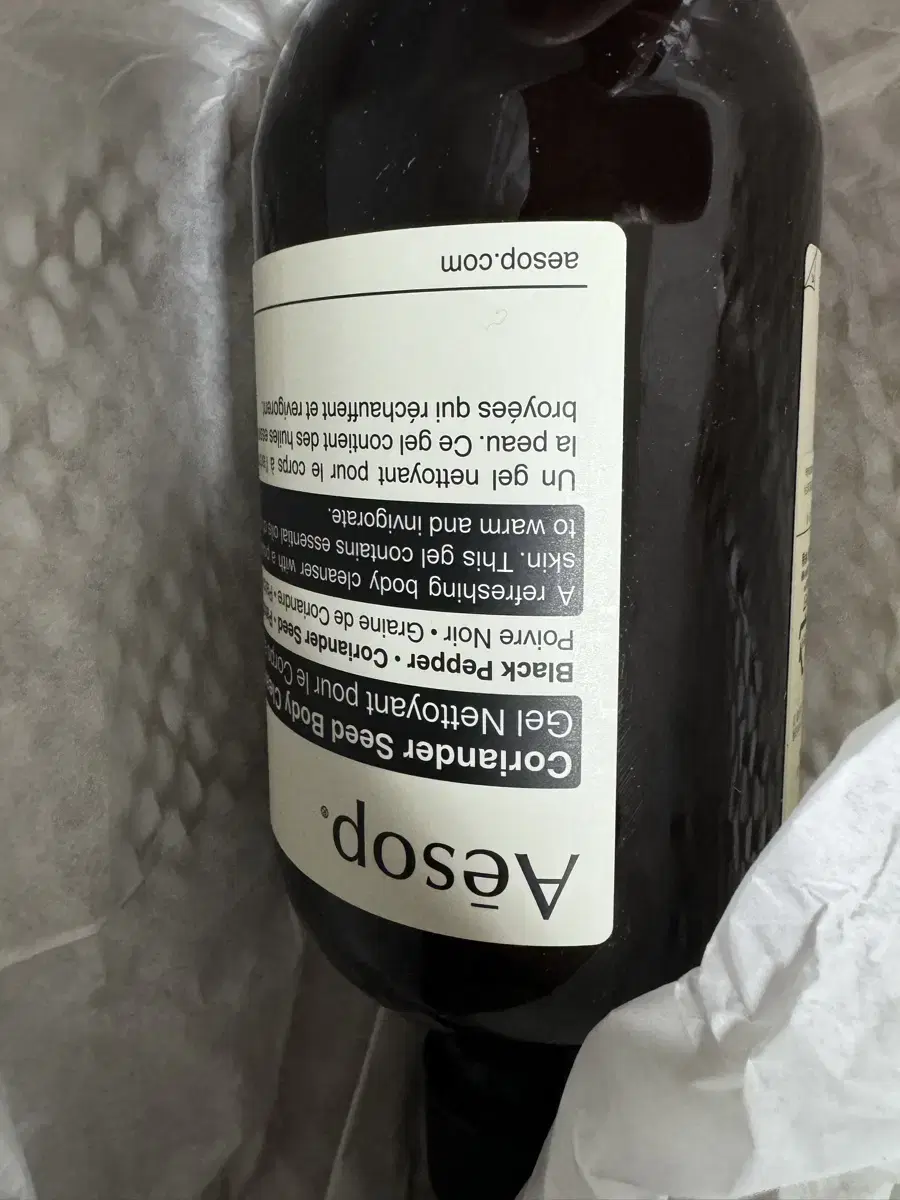 Aēsop®
Coriander Seed Body
Gel Nettoyant pour le Corps
Black Pepper • Coriander Seed •
Poivre Noir • Graine de Coriandre •
A refreshing body cleanser with a
skin. This gel contains essential oils
to warm and invigorate.
Un gel nettoyant pour le corps à
la peau. Ce gel contient des huiles
broyées qui réchauffent et revigorent.
aesop.com